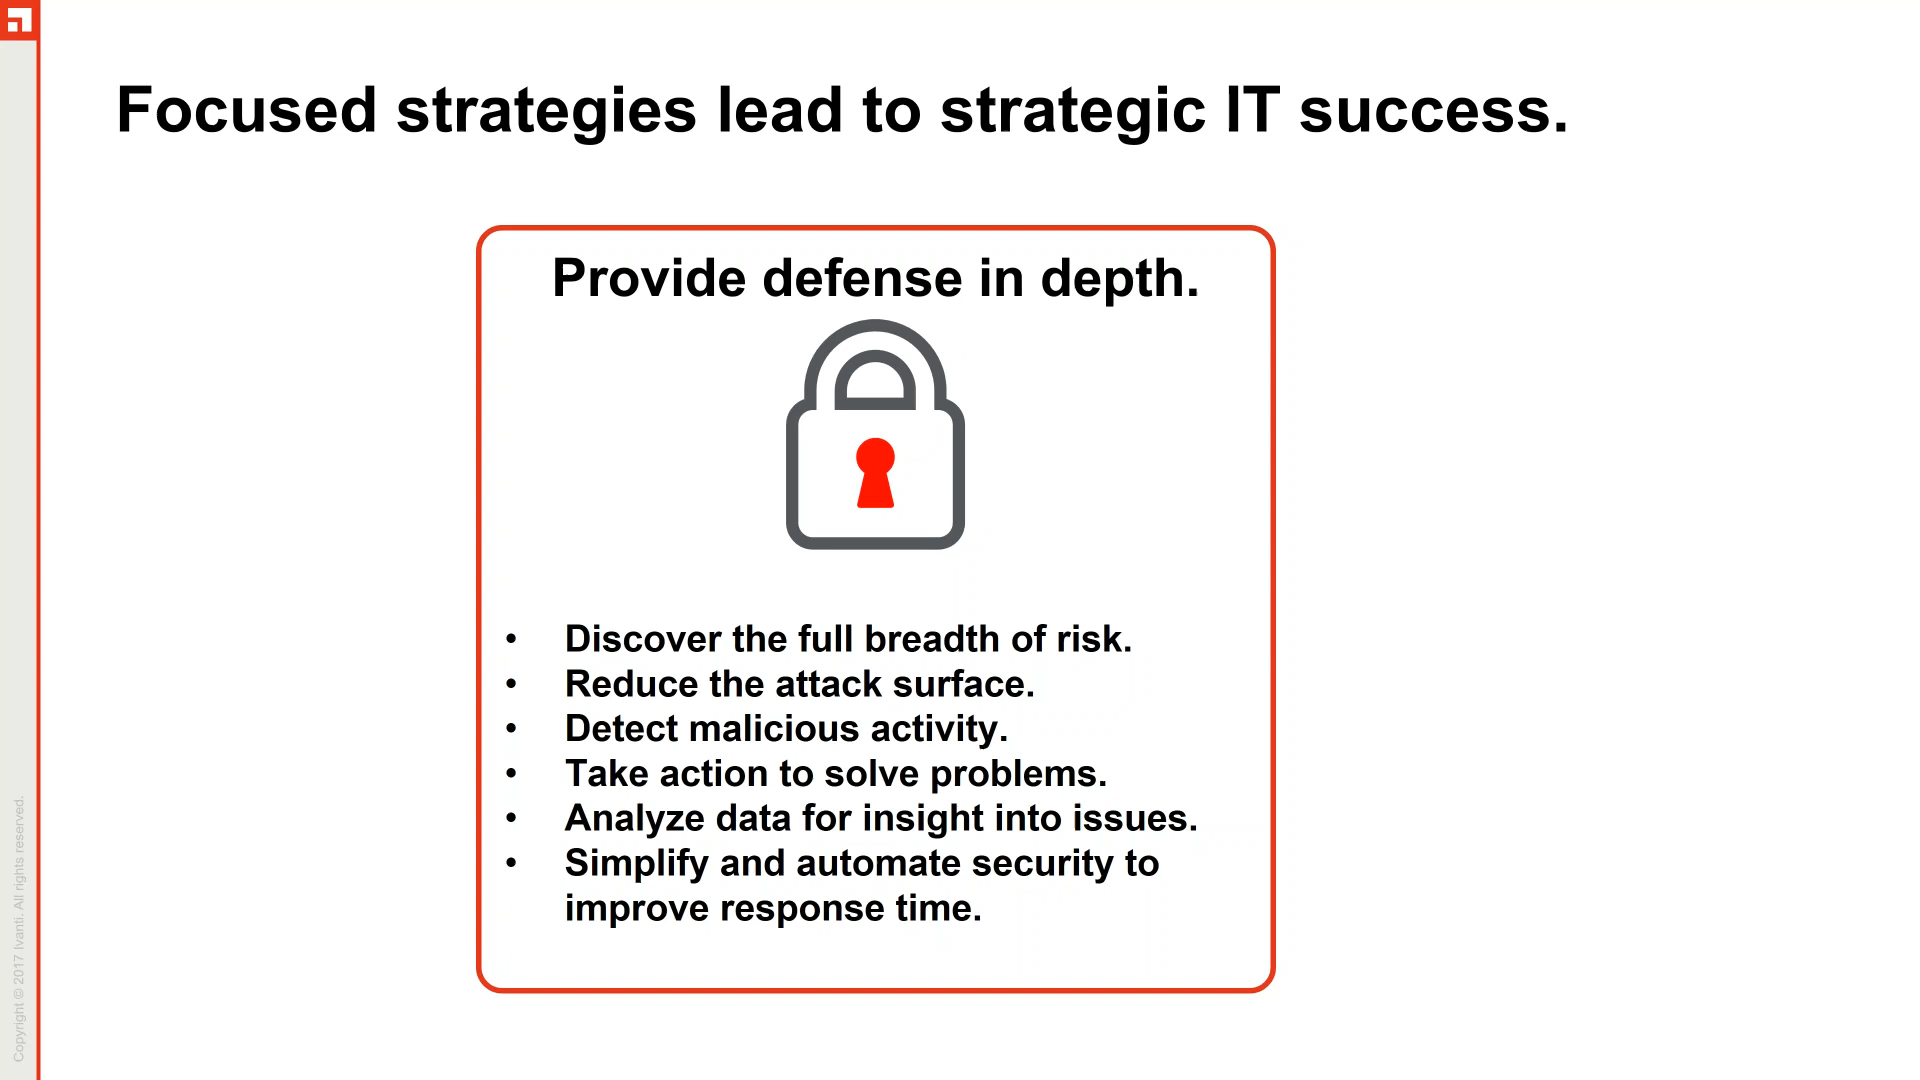 Focused strategies lead to strategic IT success.
Provide defense in depth.
• Discover the full breadth of risk.
• Reduce the attack surface.
• Detect malicious activity.
• Take action to solve problems.
• Analyze data for insight into issues.
• Simplify and automate security to
improve response time.
Copyright © 2017 Ivanti. All rights reserved.